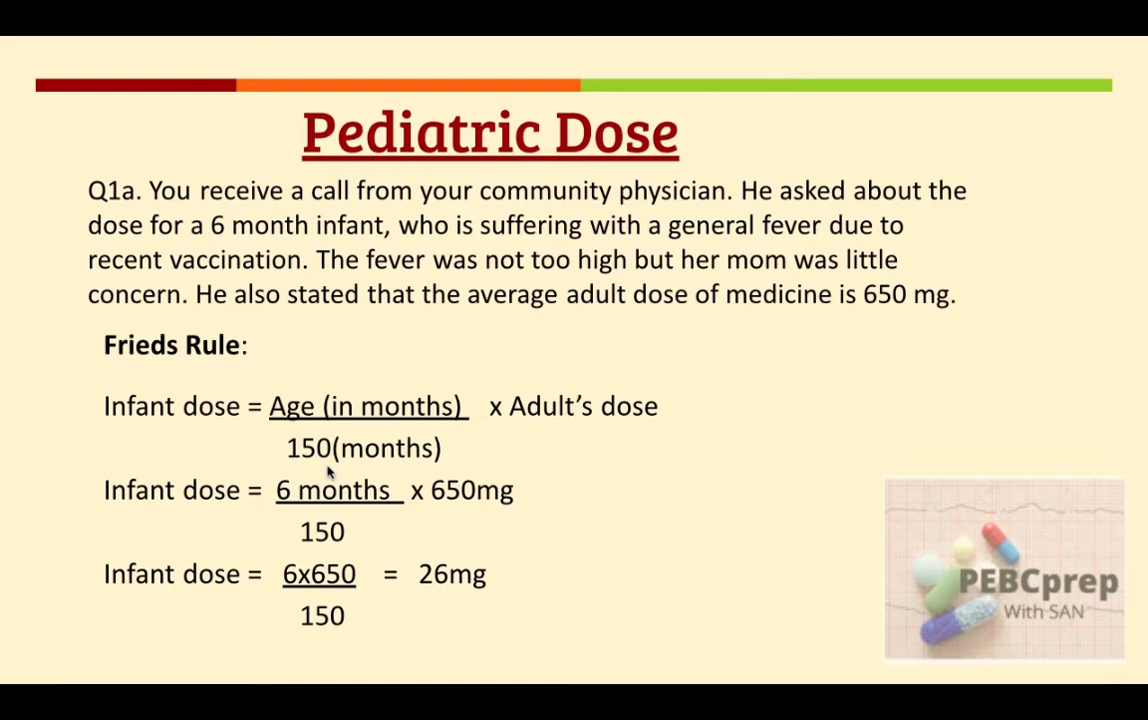 Pediatric Dose
Q1a. You receive a call from your community physician. He asked about the
dose for a 6 month infant, who is suffering with a general fever due to
recent vaccination. The fever was not too high but her mom was little
concern. He also stated that the average adult dose of medicine is 650 mg.
Frieds Rule:
Infant dose = Age (in months) x Adult’s dose
150(months)
Infant dose = 6 months x 650mg
150
Infant dose = 6x650 = 26mg
150
PEBCprep
With SAN